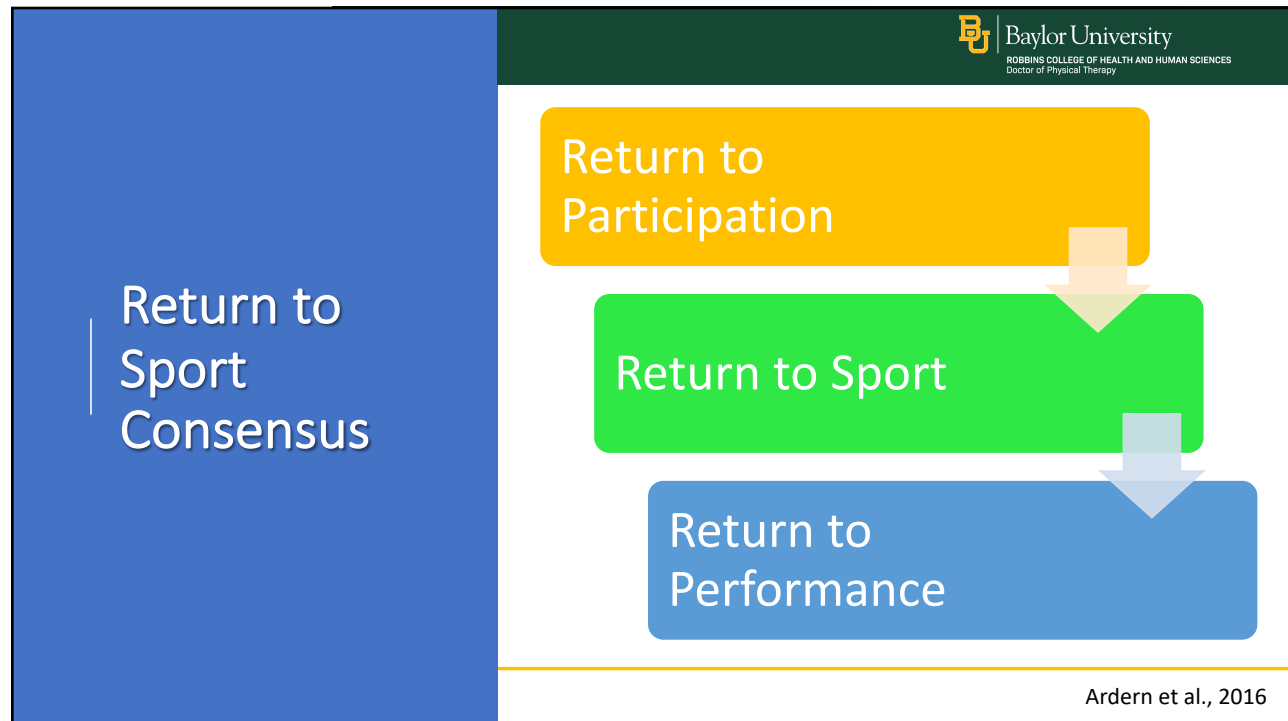 BU
Baylor University
ROBBINS COLLEGE OF HEALTH AND HUMAN SCIENCES
Doctor of Physical Therapy
Return to
Sport
Consensus
Return to
Participation
Return to Sport
Return to
Performance
Ardern et al., 2016